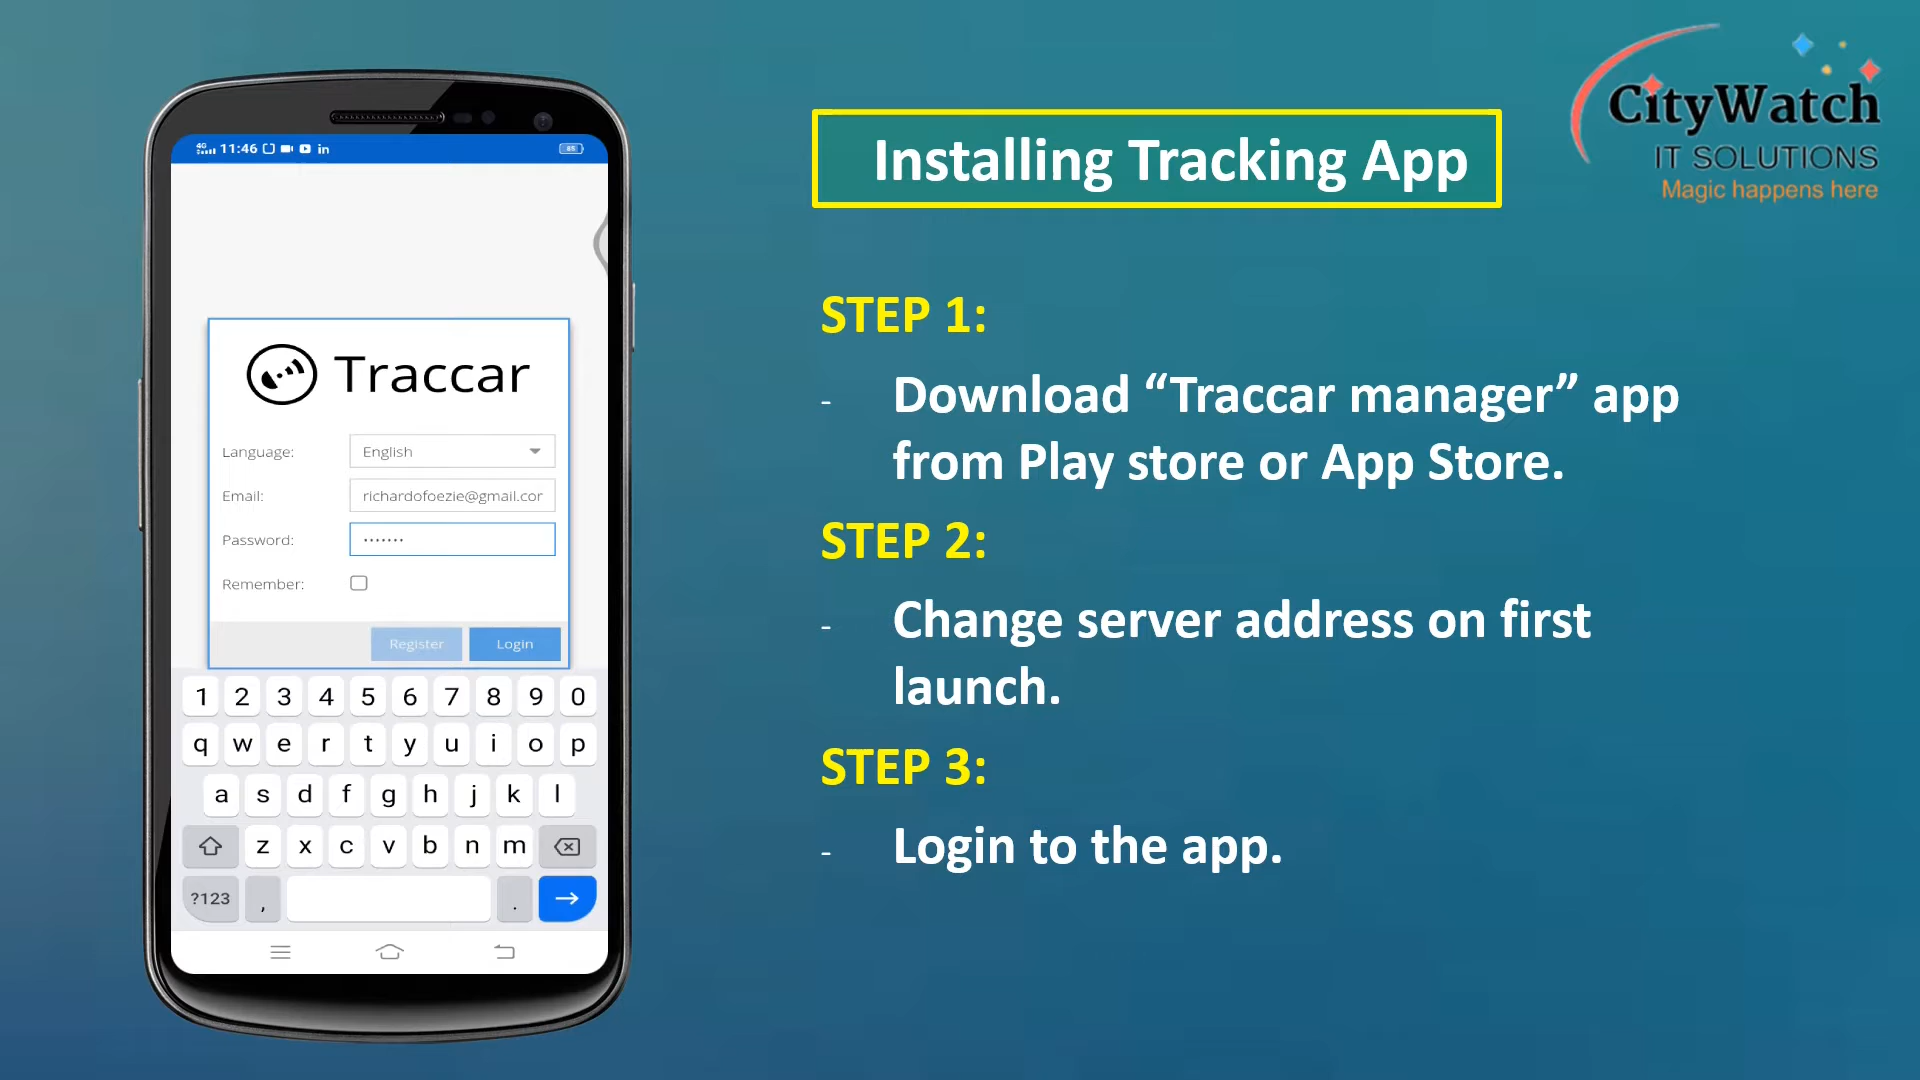 4G 11:46 in 85
Traccar
Language: English
Email: richardofoezie@gmail.cor
Password: •••••••
Remember:
Register Login
1 2 3 4 5 6 7 8 9 0
q w e r t y u i o p
a s d f g h j k l
z x c v b n m
?123 , .
Installing Tracking App
CityWatch
IT SOLUTIONS
Magic happens here
STEP 1:
- Download “Traccar manager” app
from Play store or App Store.
STEP 2:
- Change server address on first
launch.
STEP 3:
- Login to the app.